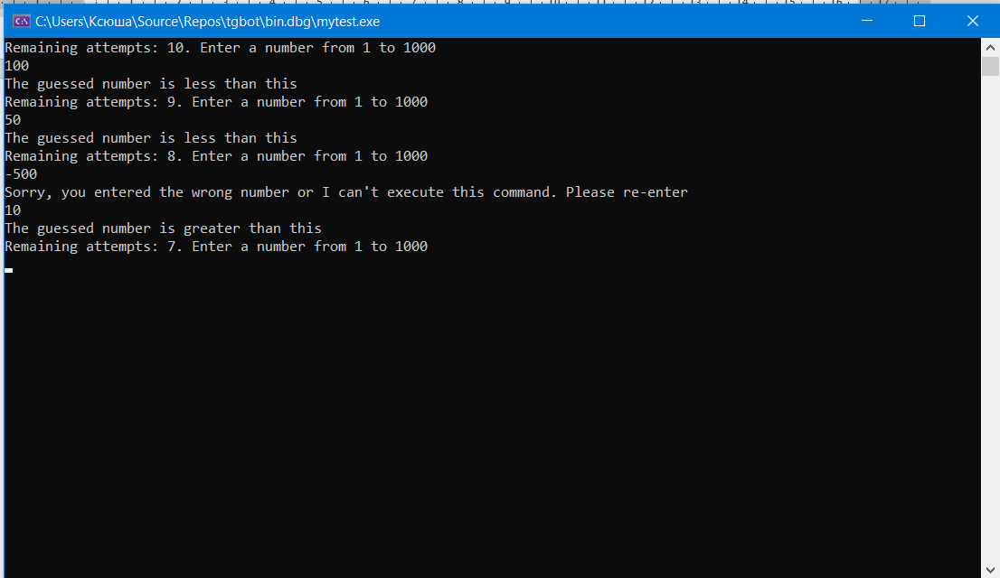 C:\Users\Ксюша\Source\Repos\tgbot\bin.dbg\mytest.exe
Remaining attempts: 10. Enter a number from 1 to 1000
100
The guessed number is less than this
Remaining attempts: 9. Enter a number from 1 to 1000
50
The guessed number is less than this
Remaining attempts: 8. Enter a number from 1 to 1000
-500
Sorry, you entered the wrong number or I can't execute this command. Please re-enter
10
The guessed number is greater than this
Remaining attempts: 7. Enter a number from 1 to 1000